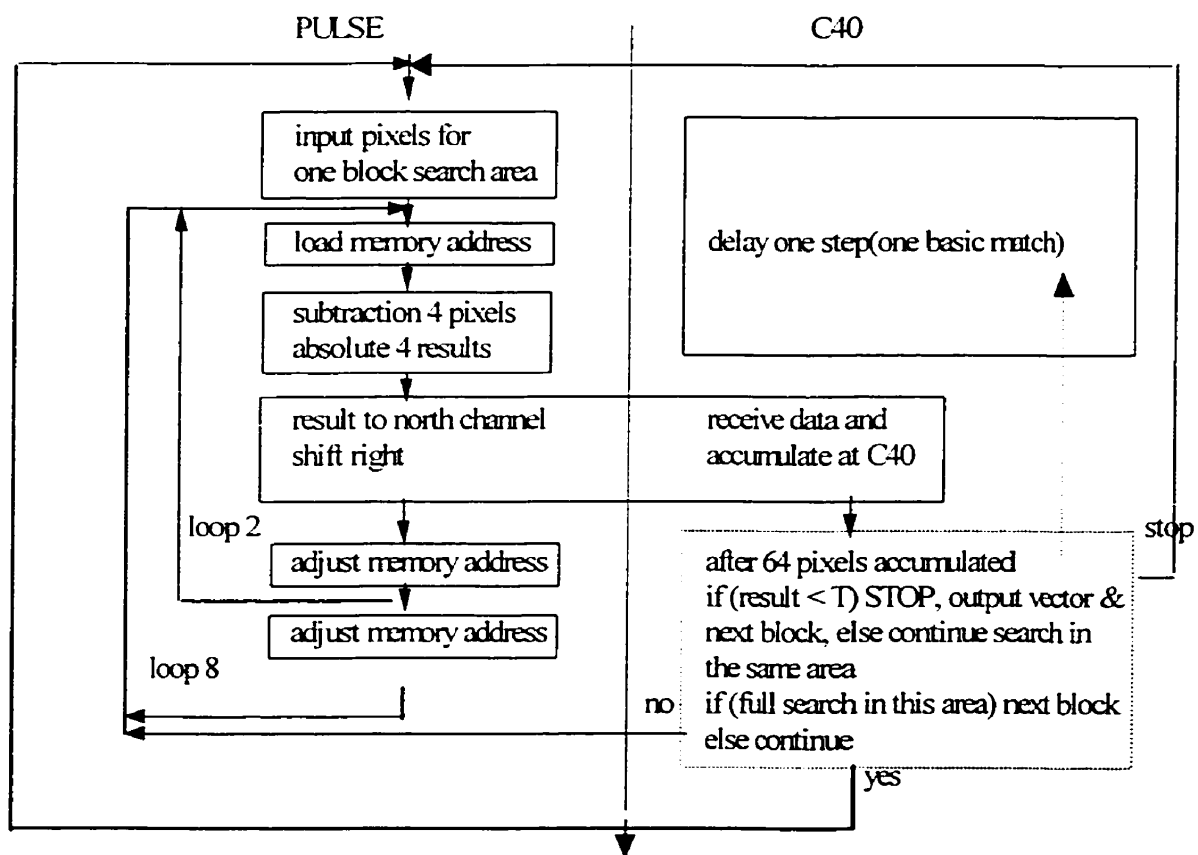 PULSE
C40
input pixels for
one block search area
load memory address
delay one step(one basic match)
subtraction 4 pixels
absolute 4 results
result to north channel
shift right
receive data and
accumulate at C40
loop 2
stop
adjust memory address
after 64 pixels accumulated
if (result < T) STOP, output vector &
next block, else continue search in
the same area
if (full search in this area) next block
else continue
adjust memory address
loop 8
no
yes